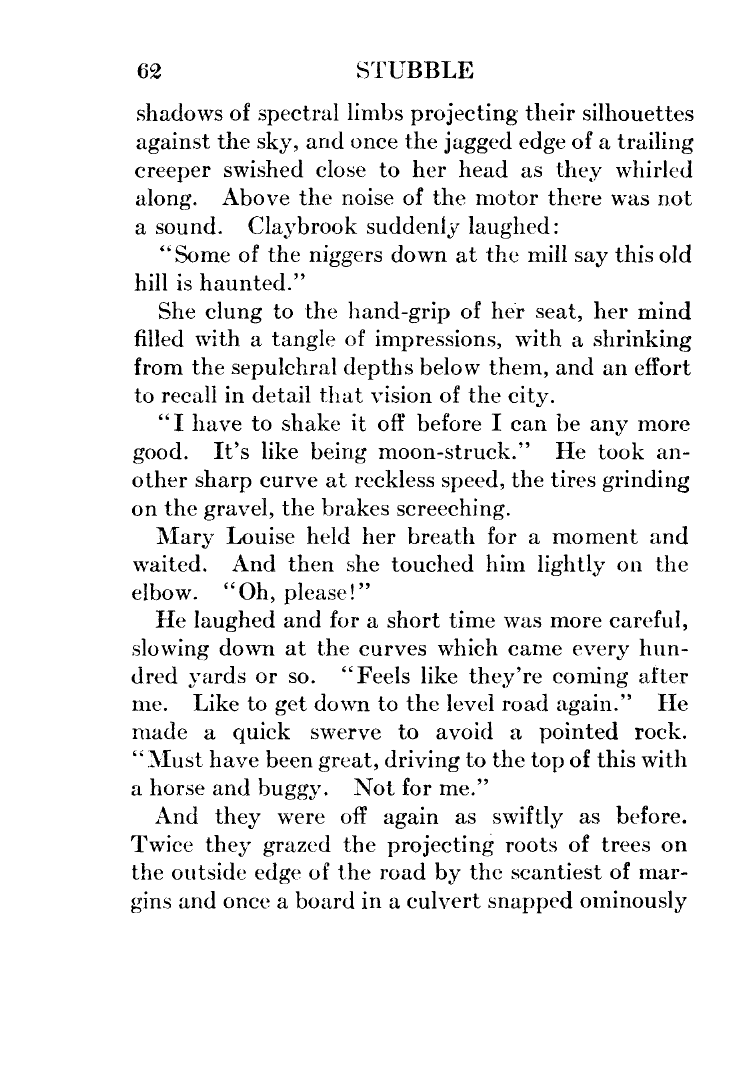 62 STUBBLE
shadows of spectral limbs projecting their silhouettes
against the sky, and once the jagged edge of a trailing
creeper swished close to her head as they whirled
along. Above the noise of the motor there was not
a sound. Claybrook suddenly laughed:
“Some of the niggers down at the mill say this old
hill is haunted.”
She clung to the hand-grip of her seat, her mind
filled with a tangle of impressions, with a shrinking
from the sepulchral depths below them, and an effort
to recall in detail that vision of the city.
“I have to shake it off before I can be any more
good. It’s like being moon-struck.” He took an-
other sharp curve at reckless speed, the tires grinding
on the gravel, the brakes screeching.
Mary Louise held her breath for a moment and
waited. And then she touched him lightly on the
elbow. “Oh, please!”
He laughed and for a short time was more careful,
slowing down at the curves which came every hun-
dred yards or so. “Feels like they’re coming after
me. Like to get down to the level road again.” He
made a quick swerve to avoid a pointed rock.
“Must have been great, driving to the top of this with
a horse and buggy. Not for me.”
And they were off again as swiftly as before.
Twice they grazed the projecting roots of trees on
the outside edge of the road by the scantiest of mar-
gins and once a board in a culvert snapped ominously